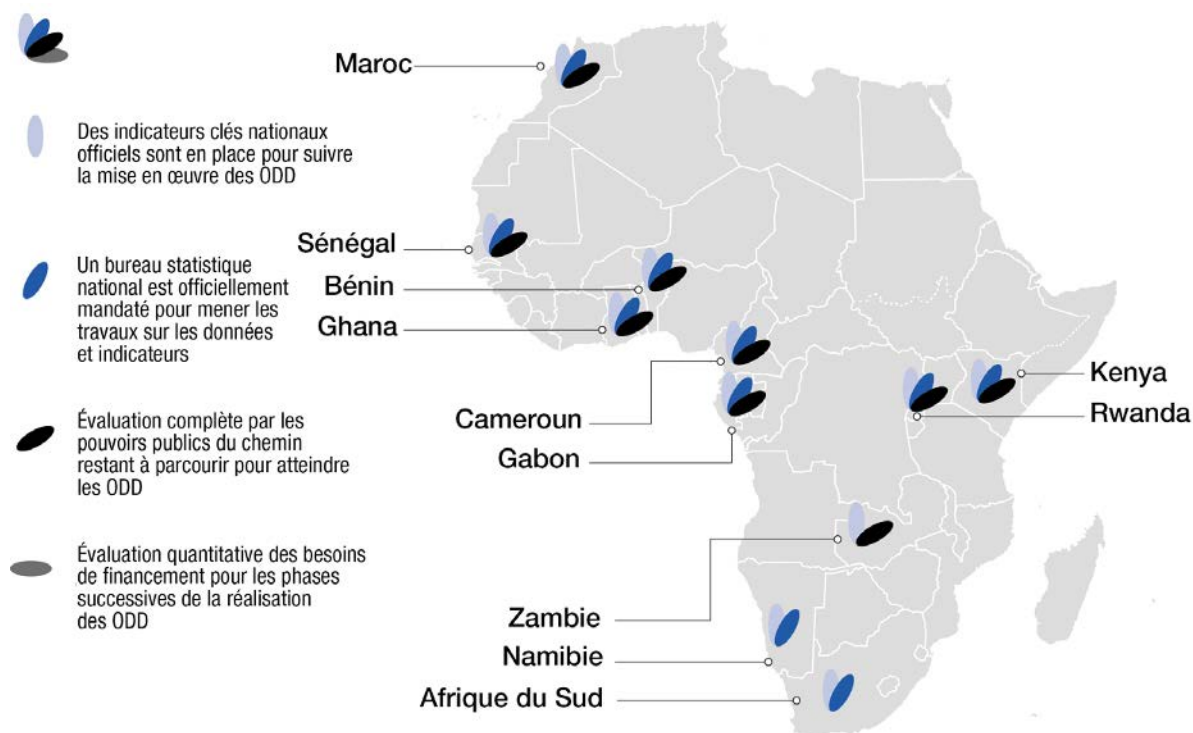 Des indicateurs clés nationaux
officiels sont en place pour suivre
la mise en œuvre des ODD
Un bureau statistique
national est officiellement
mandaté pour mener les
travaux sur les données
et indicateurs
Évaluation complète par les
pouvoirs publics du chemin
restant à parcourir pour atteindre
les ODD
Évaluation quantitative des besoins
de financement pour les phases
successives de la réalisation
des ODD
Maroc
Sénégal
Bénin
Ghana
Cameroun
Gabon
Kenya
Rwanda
Zambie
Namibie
Afrique du Sud